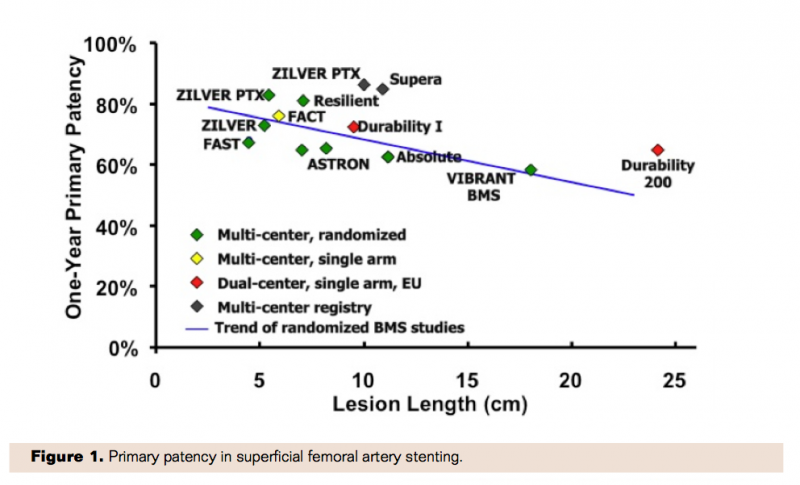 100%
80%
60%
40%
20%
0%
One-Year Primary Patency
ZILVER PTX
Supera
ZILVER PTX
Resilient
FACT
ZILVER
Durability I
FAST
ASTRON
Absolute
VIBRANT
BMS
Durability
200
Multi-center, randomized
Multi-center, single arm
Dual-center, single arm, EU
Multi-center registry
Trend of randomized BMS studies
0 5 10 15 20 25
Lesion Length (cm)
Figure 1. Primary patency in superficial femoral artery stenting.